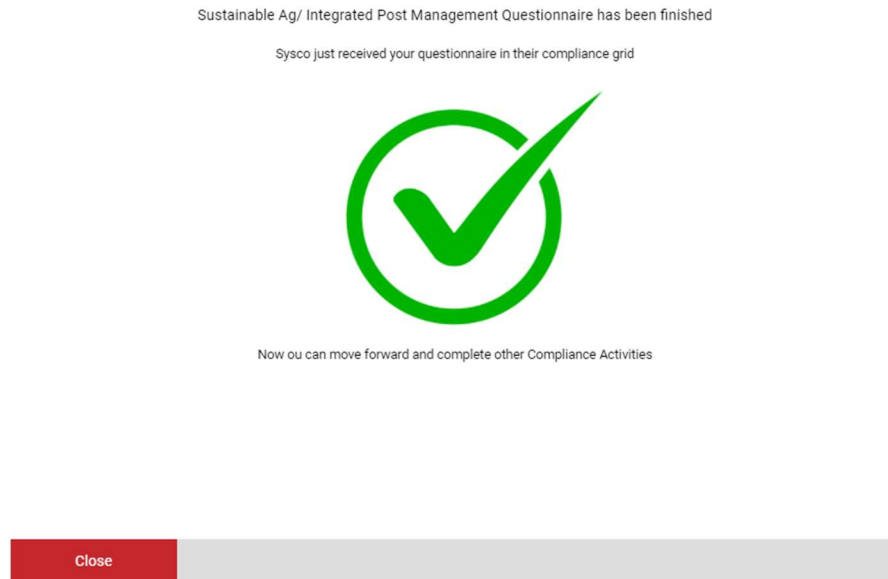 Sustainable Ag/ Integrated Post Management Questionnaire has been finished
Sysco just received your questionnaire in their compliance grid
Now ou can move forward and complete other Compliance Activities
Close